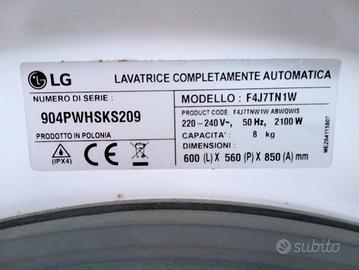 LG
LAVATRICE COMPLETAMENTE AUTOMATICA
NUMERO DI SERIE :
904PWHSKS209
PRODOTTO IN POLONIA
(IPX4)
MODELLO : F4J7TN1W
PRODUCT CODE : F4J7TNW1W ABWQWIS
220 - 240 V~, 50 Hz, 2100 W
CAPACITA' : 8 kg
DIMENSIONI :
600 (L) X 560 (P) X 850 (A) mm
MEZ64115807
subito